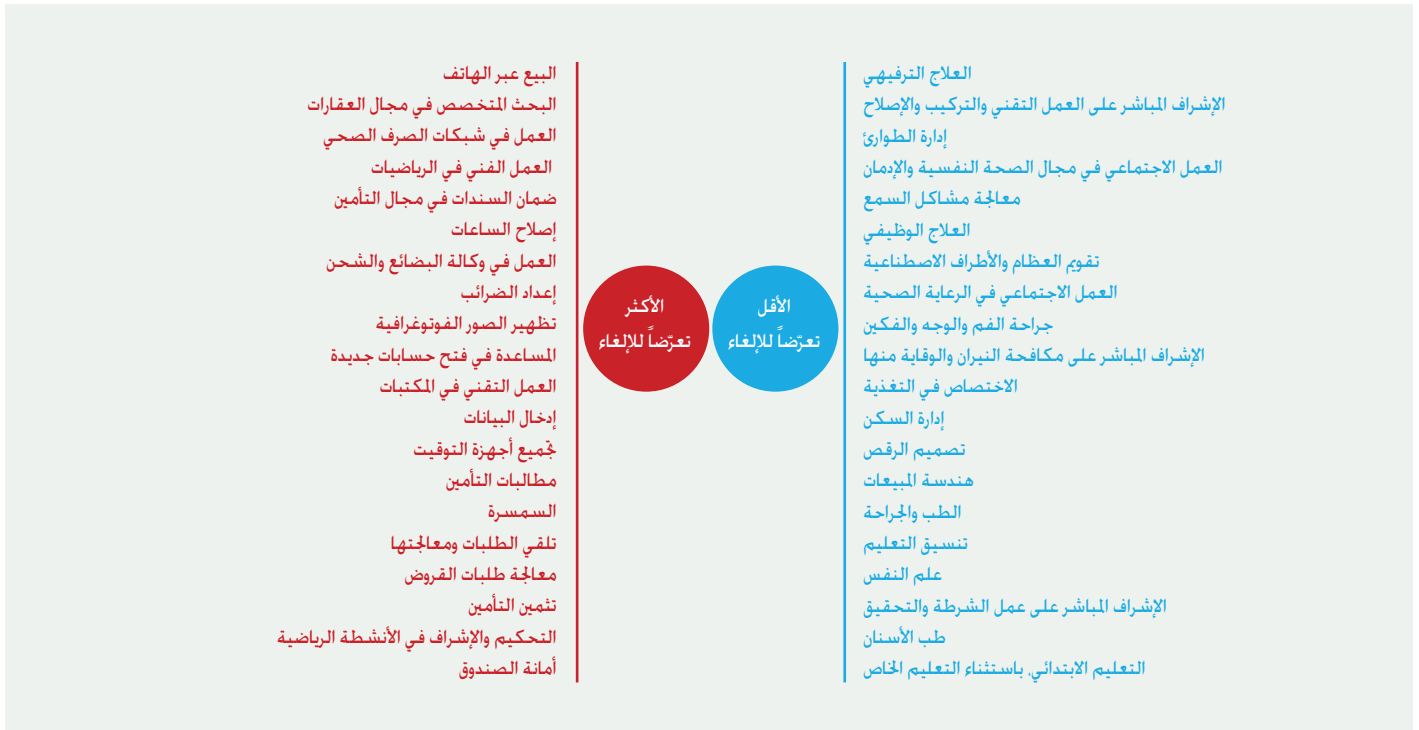 العلاج الترفيهي
الإشراف المباشر على العمل التقني والتركيب والإصلاح
إدارة الطوارئ
العمل الاجتماعي في مجال الصحة النفسية والإدمان
معالجة مشاكل السمع
العلاج الوظيفي
تقويم العظام والأطراف الاصطناعية
العمل الاجتماعي في الرعاية الصحية
جراحة الفم والوجه والفكين
الإشراف المباشر على مكافحة النيران والوقاية منها
الاختصاص في التغذية
إدارة السكن
تصميم الرقص
هندسة المبيعات
الطب والجراحة
تنسيق التعليم
علم النفس
الإشراف المباشر على عمل الشرطة والتحقيق
طب الأسنان
التعليم الابتدائي، باستثناء التعليم الخاص
الأقل
تعرّضاً للإلغاء
الأكثر
تعرّضاً للإلغاء
البيع عبر الهاتف
البحث المتخصص في مجال العقارات
العمل في شبكات الصرف الصحي
العمل الفني في الرياضيات
ضمان السندات في مجال التأمين
إصلاح الساعات
العمل في وكالة البضائع والشحن
إعداد الضرائب
تظهير الصور الفوتوغرافية
المساعدة في فتح حسابات جديدة
العمل التقني في المكتبات
إدخال البيانات
تجميع أجهزة التوقيت
مطالبات التأمين
السمسرة
تلقي الطلبات ومعالجتها
معالجة طلبات القروض
تثمين التأمين
التحكيم والإشراف في الأنشطة الرياضية
أمانة الصندوق